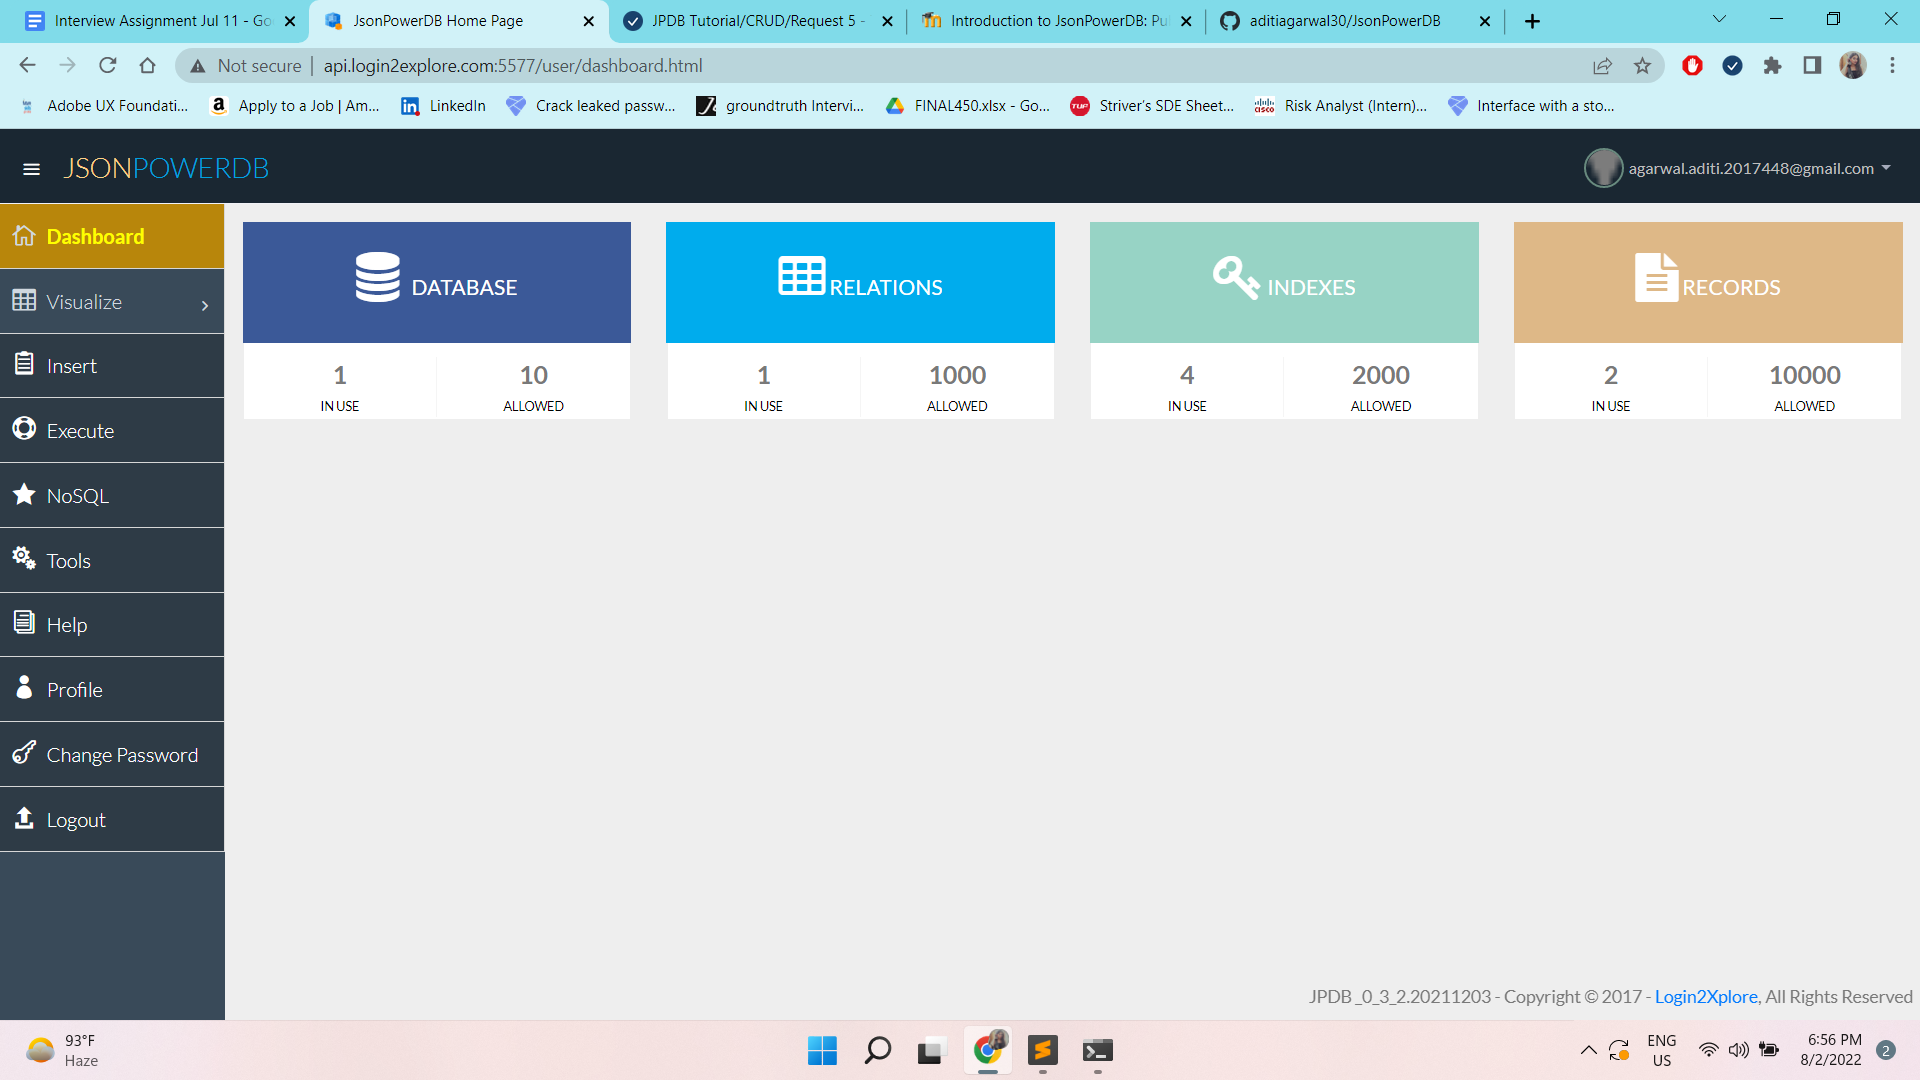 Interview Assignment Jul 11 - Go
JsonPowerDB Home Page
JPDB Tutorial/CRUD/Request 5 -
Introduction to JsonPowerDB: Pu
aditiagarwal30/JsonPowerDB
Not secure
api.login2explore.com:5577/user/dashboard.html
Adobe UX Foundati...
Apply to a Job | Am...
LinkedIn
Crack leaked passw...
groundtruth Intervi...
FINAL450.xlsx - Go...
Striver's SDE Sheet...
Risk Analyst (Intern)...
Interface with a sto...
JSONPOWERDB
agarwal.aditi.2017448@gmail.com
Dashboard
Visualize
Insert
Execute
NoSQL
Tools
Help
Profile
Change Password
Logout
DATABASE
1
IN USE
10
ALLOWED
RELATIONS
1
IN USE
1000
ALLOWED
INDEXES
4
IN USE
2000
ALLOWED
RECORDS
2
IN USE
10000
ALLOWED
JPDB_0_3_2.20211203 - Copyright © 2017 - Login2Xplore, All Rights Reserved
93°F
Haze
ENG
US
6:56 PM
8/2/2022
2